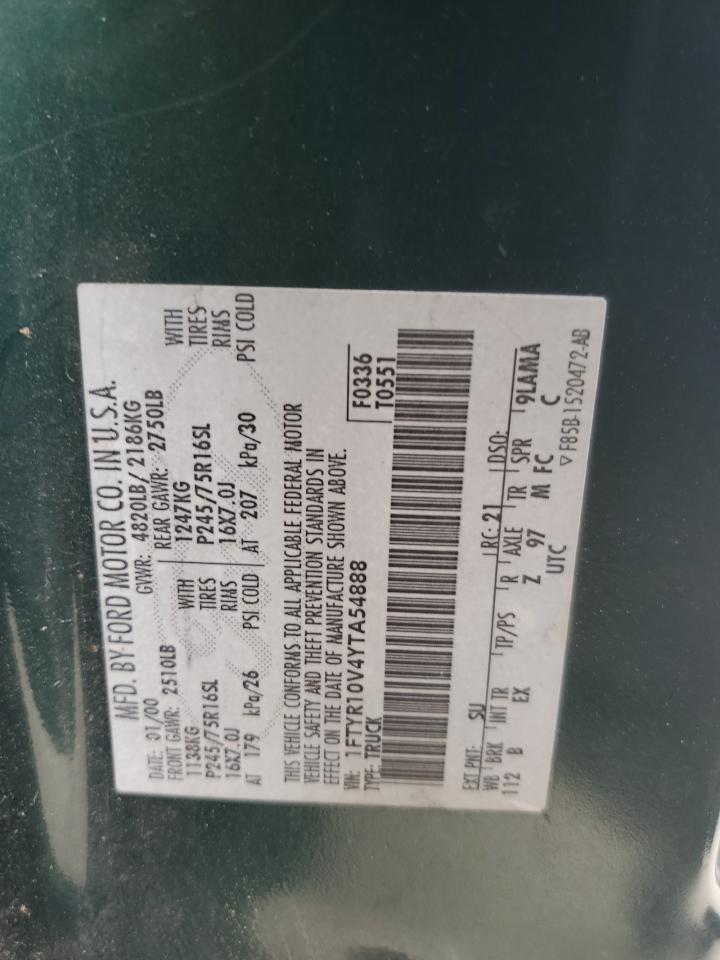 MFD. BY FORD MOTOR CO. IN U.S.A.
DATE: 01/00 GVWR: 4820LB/2186KG
FRONT GAWR: 2510LB REAR GAWR: 2750LB
1138KG WITH 1247KG WITH
P245/75R16SL TIRES P245/75R16SL TIRES
16X7.0J RIMS 16X7.0J RIMS
AT 179 kPa/26 PSI COLD AT 207 kPa/30 PSI COLD
THIS VEHICLE CONFORMS TO ALL APPLICABLE FEDERAL MOTOR
VEHICLE SAFETY AND THEFT PREVENTION STANDARDS IN
EFFECT ON THE DATE OF MANUFACTURE SHOWN ABOVE.
VIN: 1FTYR10V4YTA54888 F0336
TYPE: TRUCK T0551
EXT PNT: SU RC: 21 DSO:
WB BRK INT TR TP/PS R AXLE TR SPR 9LAMA
112 B EX Z 97 M FC C
UTC
▽ F85B-1520472-AB